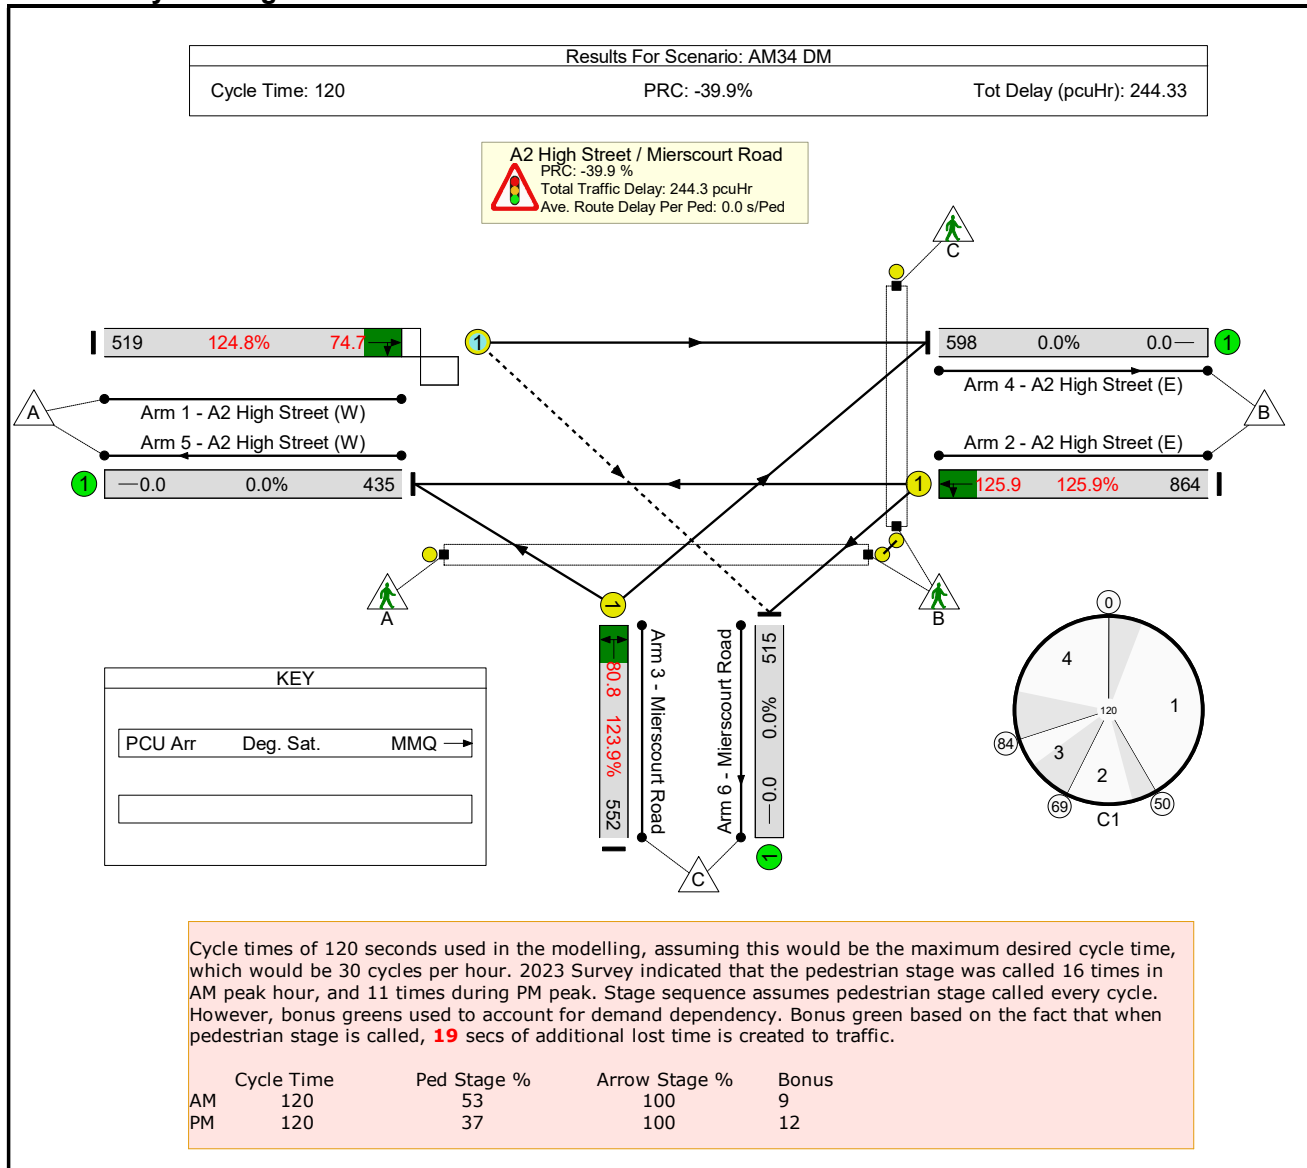 Results For Scenario: AM34 DM
Cycle Time: 120 PRC: -39.9% Tot Delay (pcuHr): 244.33
A2 High Street / Mierscourt Road
PRC: -39.9 %
Total Traffic Delay: 244.3 pcuHr
Ave. Route Delay Per Ped: 0.0 s/Ped
C
519 124.8% 74.7
1
598 0.0% 0.0
1
Arm 4 - A2 High Street (E)
A
Arm 1 - A2 High Street (W)
B
Arm 5 - A2 High Street (W)
Arm 2 - A2 High Street (E)
1
0.0 0.0% 435
1
125.9 125.9% 864
A
B
1
80.8 123.9% 552
Arm 3 - Mierscourt Road
Arm 6 - Mierscourt Road
0.0 0.0% 515
1
C
0
4
1
120
84
3
2
69
50
C1
KEY
PCU Arr Deg. Sat. MMQ
Cycle times of 120 seconds used in the modelling, assuming this would be the maximum desired cycle time,
which would be 30 cycles per hour. 2023 Survey indicated that the pedestrian stage was called 16 times in
AM peak hour, and 11 times during PM peak. Stage sequence assumes pedestrian stage called every cycle.
However, bonus greens used to account for demand dependency. Bonus green based on the fact that when
pedestrian stage is called, 19 secs of additional lost time is created to traffic.
Cycle Time Ped Stage % Arrow Stage % Bonus
AM 120 53 100 9
PM 120 37 100 12